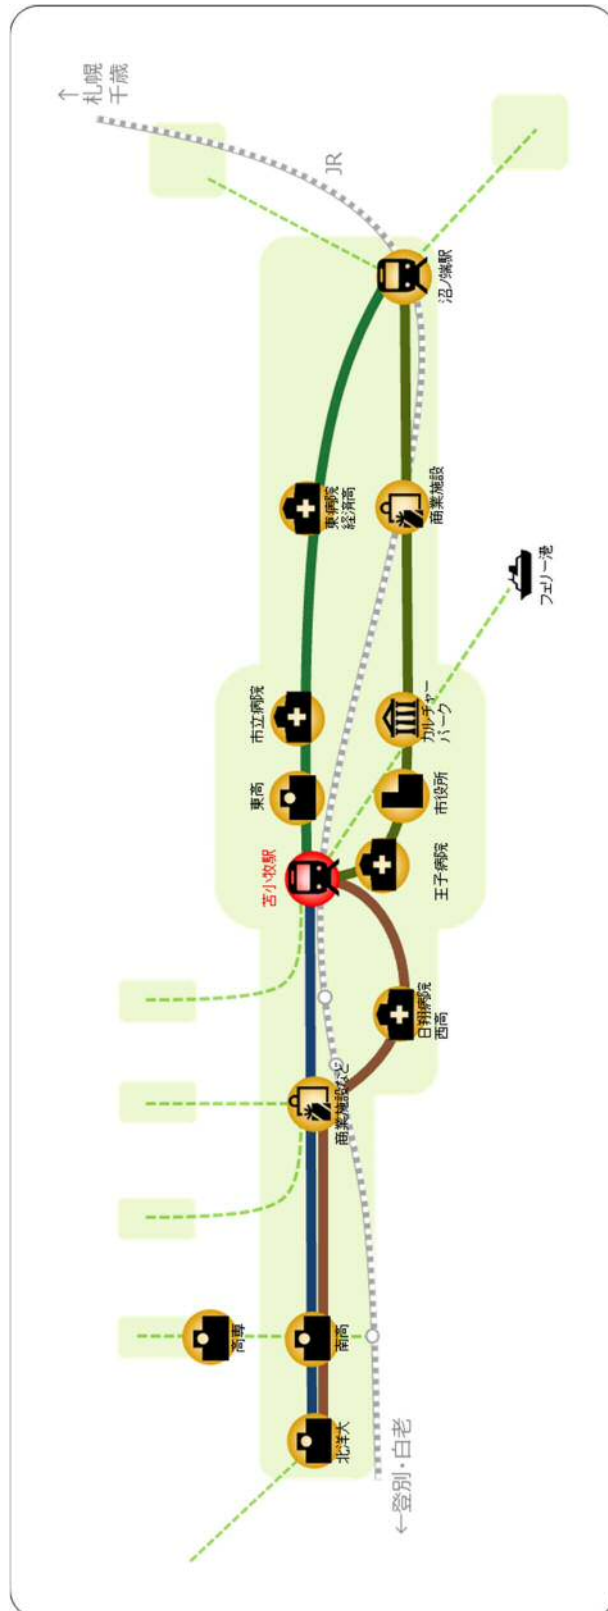 ↑
札幌
千歳
JR
沼ノ端駅
東病院
経済高
商業施設
フェリー港
市立病院
カルチャー
パーク
東高
市役所
苫小牧駅
王子病院
日翔病院
西高
商業施設など
高専
南高
北洋大
←登別・白老